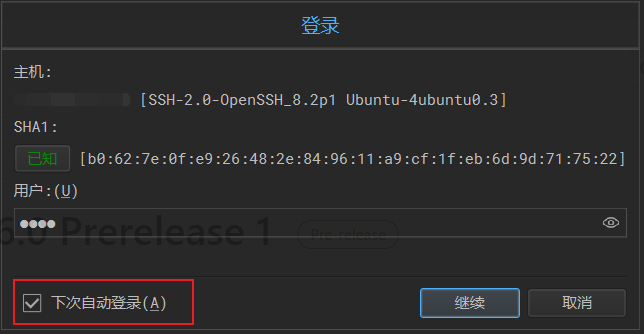 登录
主机:
[SSH-2.0-OpenSSH_8.2p1 Ubuntu-4ubuntu0.3]
SHA1:
已知 [b0:62:7e:0f:e9:26:48:2e:84:96:11:a9:cf:1f:eb:6d:9d:71:75:22]
用户:(U)
●●●●
6.0 Prerelease 1 Pre-release
下次自动登录(A) 继续 取消